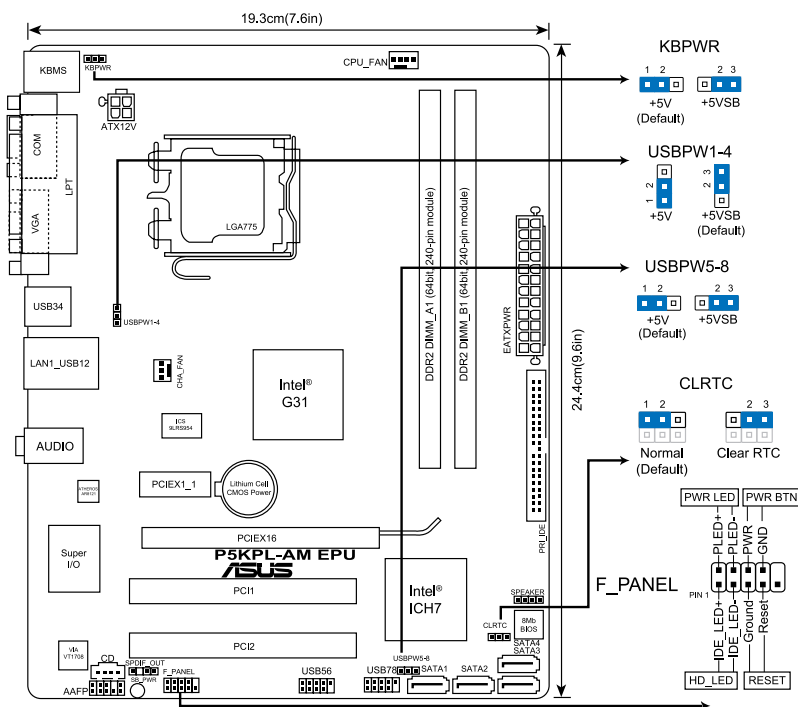 19.3cm(7.6in)
KBMS
KBPWR
CPU_FAN
KBPWR
1 2
2 3
+5V
(Default)
+5VSB
ATX12V
COM
LPT
VGA
LGA775
DDR2 DIMM_A1 (64bit, 240-pin module)
DDR2 DIMM_B1 (64bit, 240-pin module)
EATXPWR
24.4cm(9.6in)
USBPW1-4
2
1
3
2
+5V
+5VSB
(Default)
USBPW5-8
1 2
2 3
+5V
(Default)
+5VSB
USB34
USBPW1-4
LAN1_USB12
CHA_FAN
Intel®
G31
ICS
9LRS954
AUDIO
CLRTC
1 2
2 3
Normal
(Default)
Clear RTC
PCIEX1_1
Lithium Cell
CMOS Power
ATHEROS
AR8121
PCIEX16
PRI_IDE
Super
I/O
P5KPL-AM EPU
ASUS
PCI1
PCI2
Intel®
ICH7
SPEAKER
CLRTC
8Mb
BIOS
SATA4
SATA3
VIA
VT1708
CD
SPDIF_OUT
SB_PWR
AAFP
F_PANEL
USB56
USB78
USBPW5-8
SATA1
SATA2
F_PANEL
PWR LED
PWR BTN
PLED+
PLED-
PWR
GND
PIN 1
IDE_LED+
IDE_LED-
Ground
Reset
HD_LED
RESET